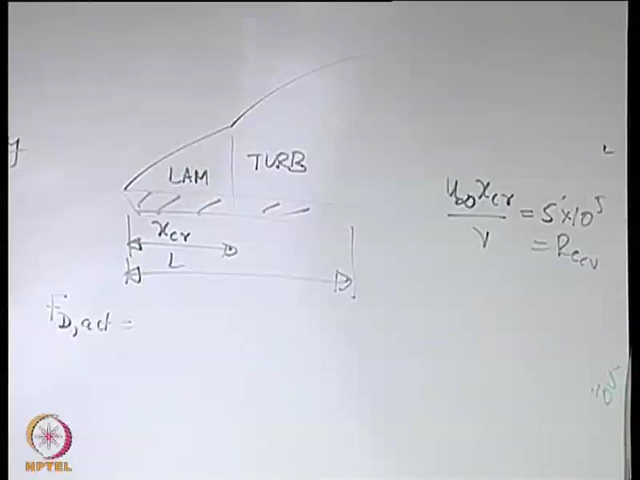 LAM TURB
x_cr
L
F_D,act =
u_∞ x_cr / ν = 5×10^5
= Re_cr
NPTEL